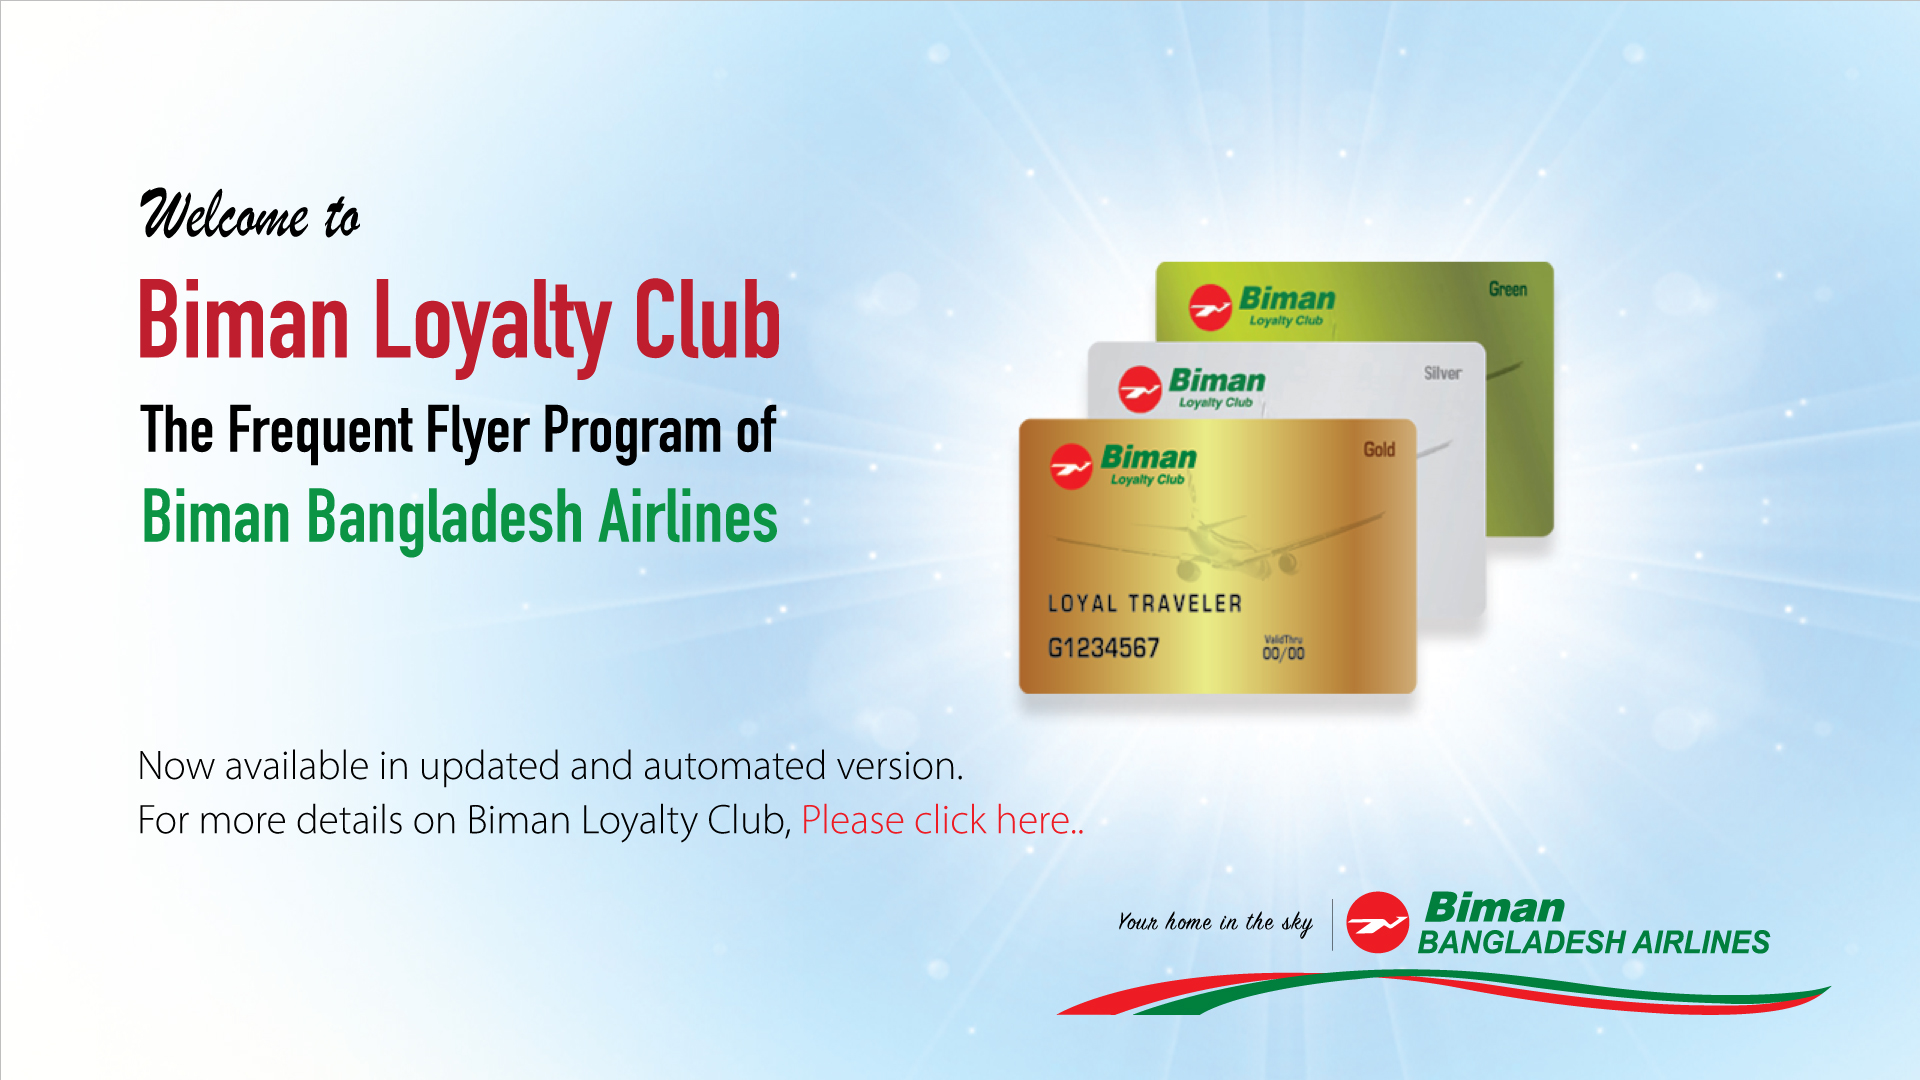 Welcome to
Biman Loyalty Club
The Frequent Flyer Program of
Biman Bangladesh Airlines
Biman
Loyalty Club
Green
Biman
Loyalty Club
Silver
Biman
Loyalty Club
Gold
LOYAL TRAVELER
G1234567
ValidThru
00/00
Now available in updated and automated version.
For more details on Biman Loyalty Club, Please click here..
Your home in the sky
Biman
BANGLADESH AIRLINES